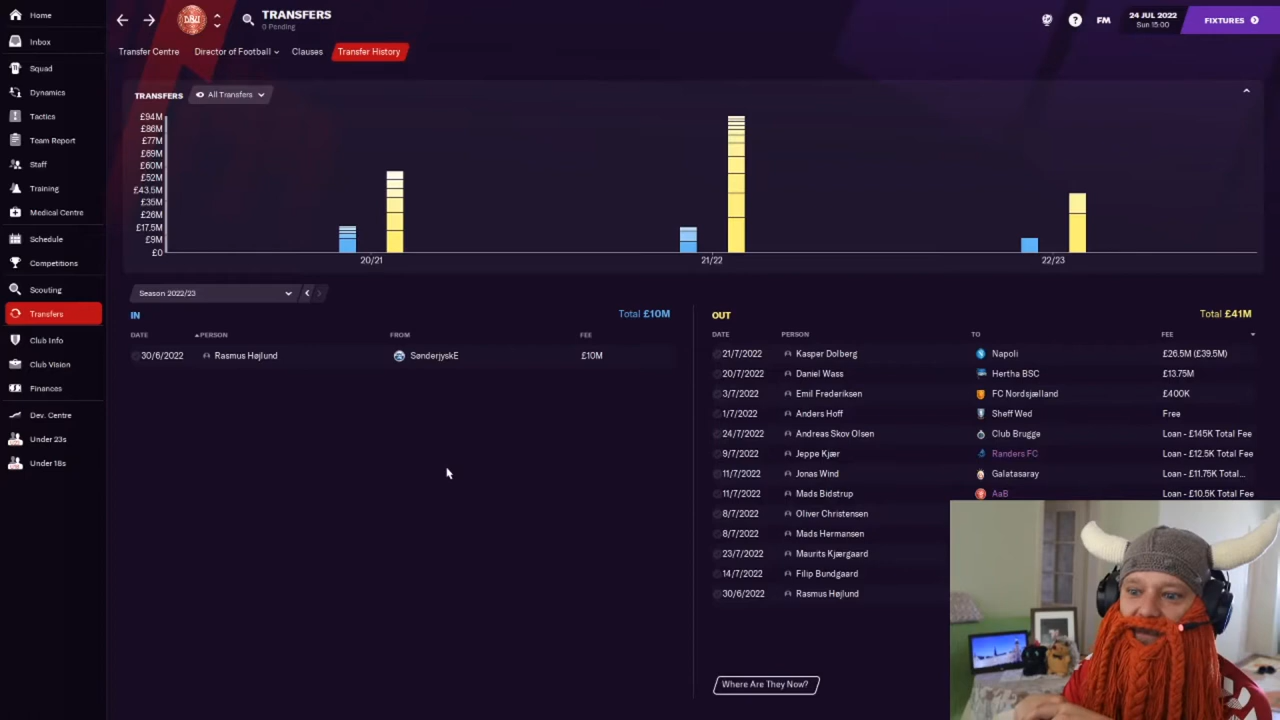 Home
TRANSFERS
0 Pending
FM
24 JUL 2022
Sun 15:00
FIXTURES
Inbox
Squad
Dynamics
Tactics
Team Report
Staff
Training
Medical Centre
Schedule
Competitions
Scouting
Transfers
Club Info
Club Vision
Finances
Dev. Centre
Under 23s
Under 18s
Transfer Centre Director of Football Clauses Transfer History
TRANSFERS All Transfers
£94M
£86M
£77M
£69M
£60M
£52M
£43.5M
£35M
£26M
£17.5M
£9M
£0
20/21 21/22 22/23
Season 2022/23
IN Total £10M
DATE PERSON FROM FEE
30/6/2022 Rasmus Højlund SønderjyskE £10M
OUT Total £41M
DATE PERSON TO FEE
21/7/2022 Kasper Dolberg Napoli £26.5M (£39.5M)
20/7/2022 Daniel Wass Hertha BSC £13.75M
3/7/2022 Emil Frederiksen FC Nordsjælland £400K
1/7/2022 Anders Hoff Sheff Wed Free
24/7/2022 Andreas Skov Olsen Club Brugge Loan - £145K Total Fee
9/7/2022 Jeppe Kjær Randers FC Loan - £12.5K Total Fee
11/7/2022 Jonas Wind Galatasaray Loan - £11.75K Total...
11/7/2022 Mads Bidstrup AaB Loan - £10.5K Total Fee
8/7/2022 Oliver Christensen
8/7/2022 Mads Hermansen
23/7/2022 Maurits Kjærgaard
14/7/2022 Filip Bundgaard
30/6/2022 Rasmus Højlund
Where Are They Now?